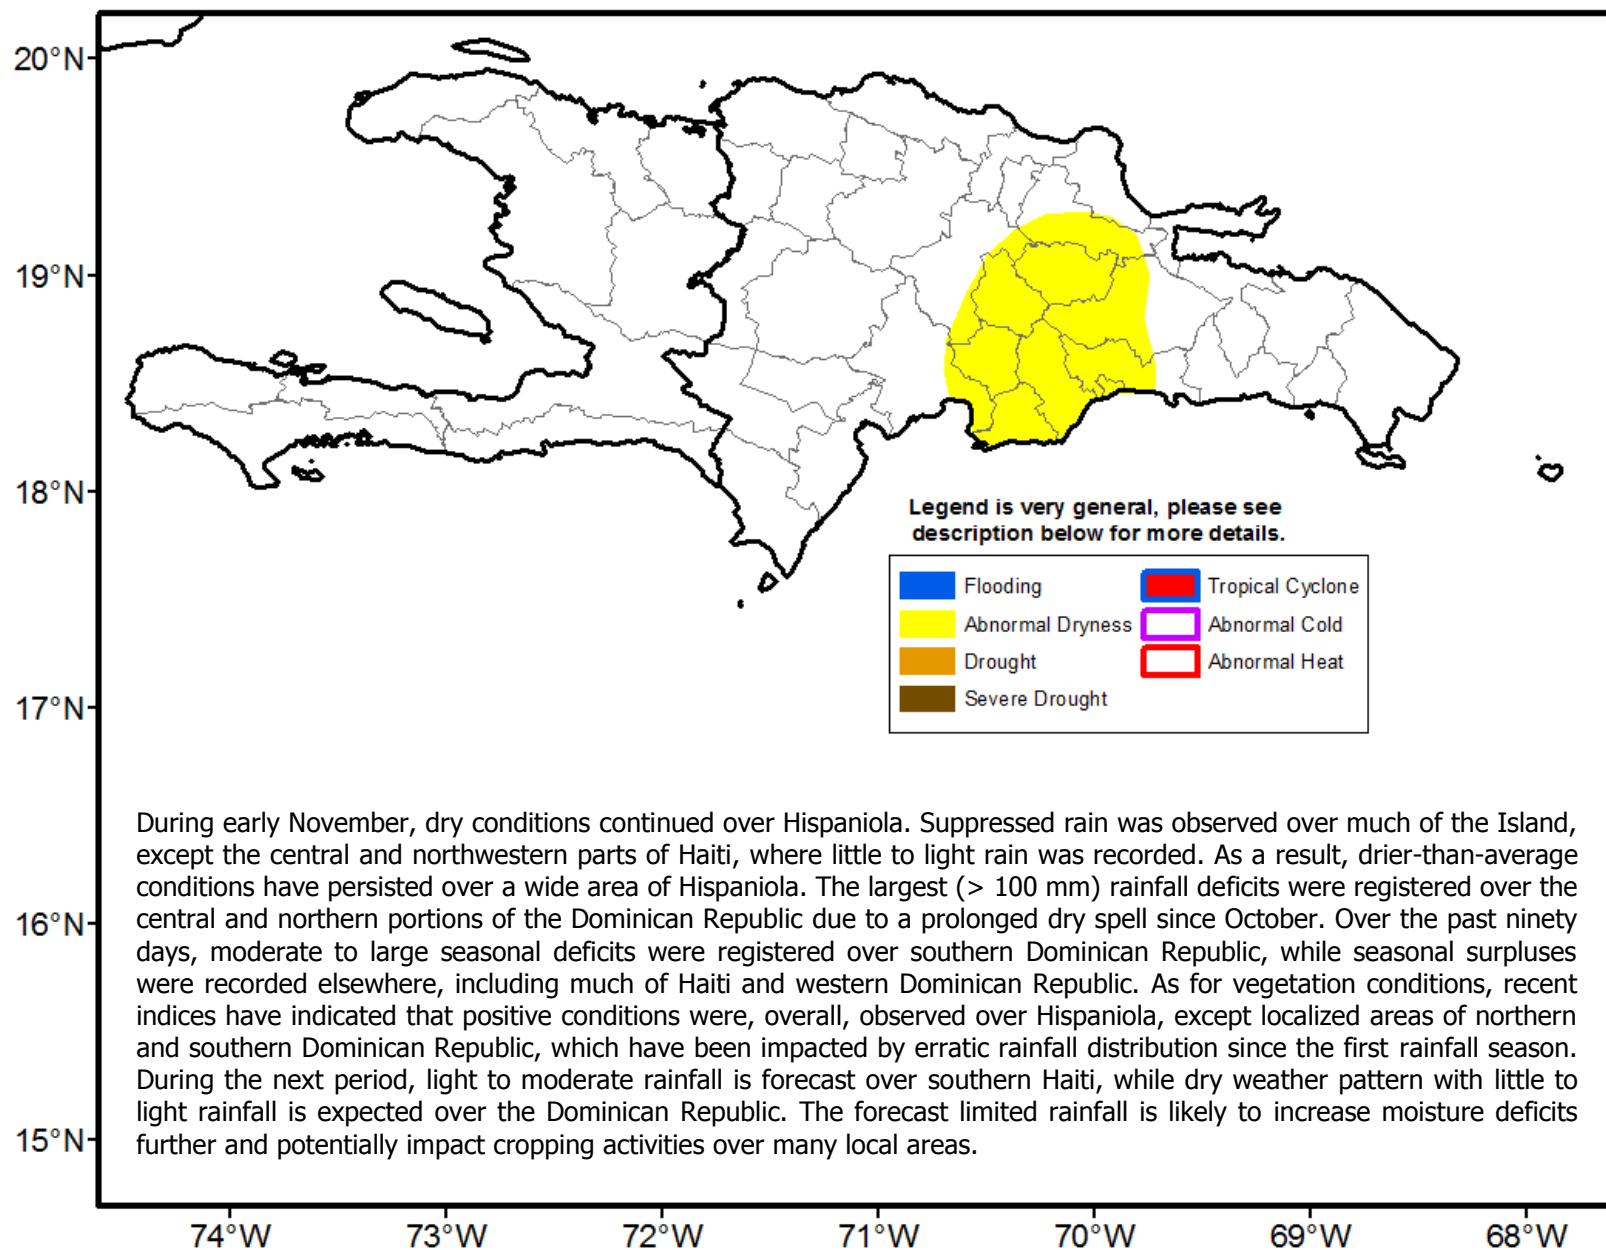 20°N
19°N
18°N
17°N
16°N
15°N
Legend is very general, please see
description below for more details.
Flooding
Tropical Cyclone
Abnormal Dryness
Abnormal Cold
Drought
Abnormal Heat
Severe Drought
During early November, dry conditions continued over Hispaniola. Suppressed rain was observed over much of the Island,
except the central and northwestern parts of Haiti, where little to light rain was recorded. As a result, drier-than-average
conditions have persisted over a wide area of Hispaniola. The largest (> 100 mm) rainfall deficits were registered over the
central and northern portions of the Dominican Republic due to a prolonged dry spell since October. Over the past ninety
days, moderate to large seasonal deficits were registered over southern Dominican Republic, while seasonal surpluses
were recorded elsewhere, including much of Haiti and western Dominican Republic. As for vegetation conditions, recent
indices have indicated that positive conditions were, overall, observed over Hispaniola, except localized areas of northern
and southern Dominican Republic, which have been impacted by erratic rainfall distribution since the first rainfall season.
During the next period, light to moderate rainfall is forecast over southern Haiti, while dry weather pattern with little to
light rainfall is expected over the Dominican Republic. The forecast limited rainfall is likely to increase moisture deficits
further and potentially impact cropping activities over many local areas.
74°W 73°W 72°W 71°W 70°W 69°W 68°W